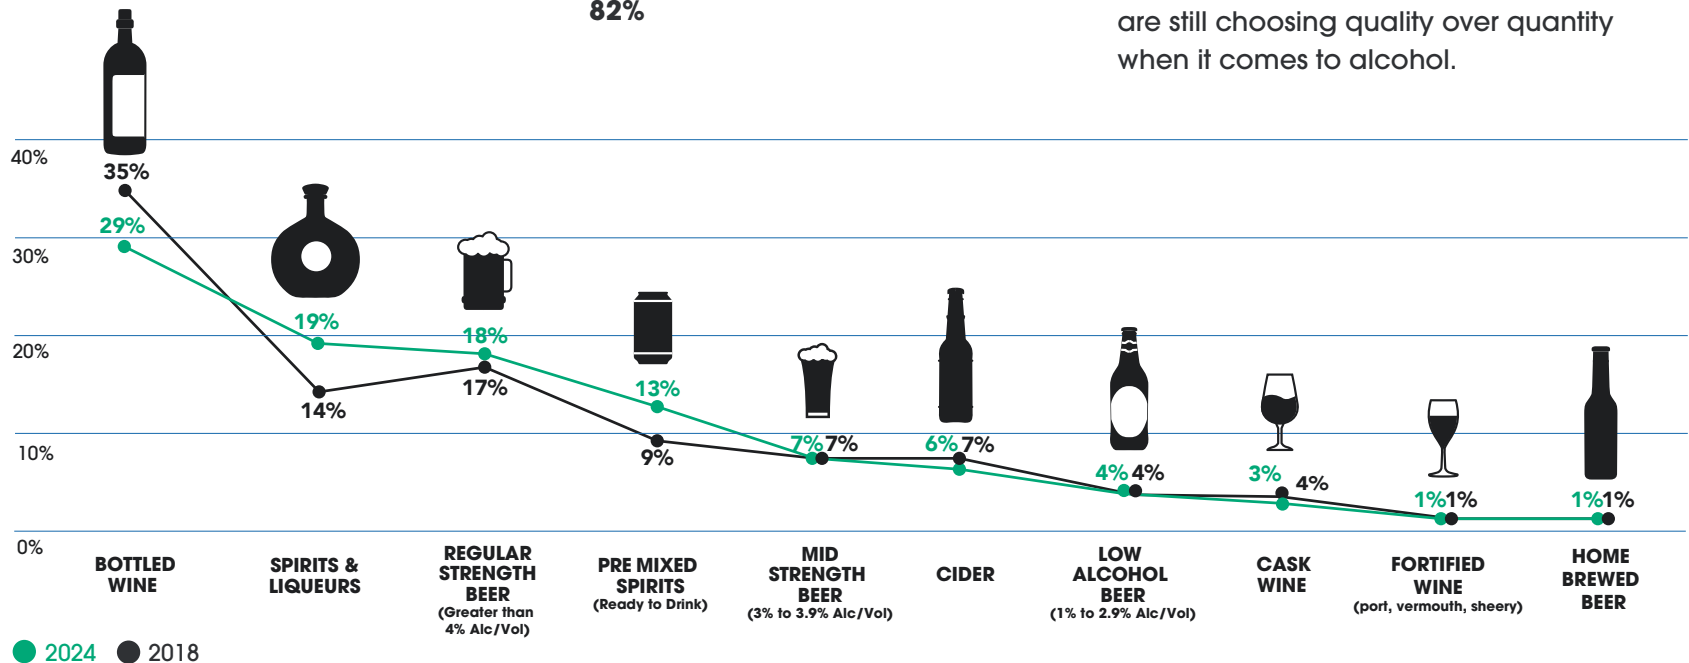 82%
are still choosing quality over quantity
when it comes to alcohol.
40%
30%
20%
10%
0%
35%
29%
19%
14%
18%
17%
13%
9%
7% 7%
6% 7%
4% 4%
3% 4%
1% 1%
1% 1%
BOTTLED
WINE
SPIRITS &
LIQUEURS
REGULAR
STRENGTH
BEER
(Greater than
4% Alc/Vol)
PRE MIXED
SPIRITS
(Ready to Drink)
MID
STRENGTH
BEER
(3% to 3.9% Alc/Vol)
CIDER
LOW
ALCOHOL
BEER
(1% to 2.9% Alc/Vol)
CASK
WINE
FORTIFIED
WINE
(port, vermouth, sheery)
HOME
BREWED
BEER
2024 2018